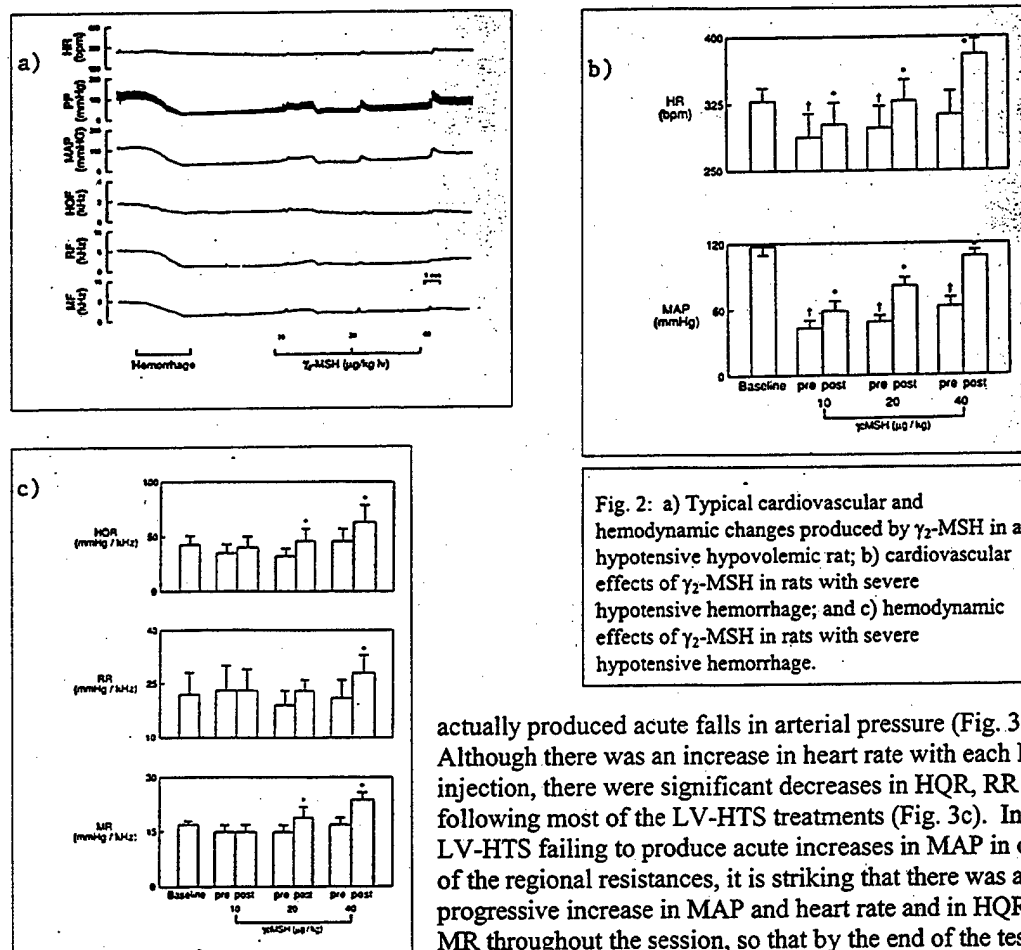 a)
HR
(bpm)
PP
(mmHg)
MAP
(mmHG)
HQF
(kHz)
RF
(kHz)
MF
(kHz)
10 20 40
Hemorrhage γ₂-MSH (μg/kg iv)
b)
HR
(bpm)
400
325
250
† • † • •
MAP
(mmHg)
120
60
0
† • † • †
Baseline pre post pre post pre post
10 20 40
γ₂MSH (μg / kg)
c)
HQR
(mmHg / kHz)
100
50
0
RR
(mmHg / kHz)
25
10
MR
(mmHg / kHz)
30
15
0
Baseline pre post pre post pre post
10 20 40
γ₂MSH (μg / kg)
Fig. 2: a) Typical cardiovascular and
hemodynamic changes produced by γ₂-MSH in a
hypotensive hypovolemic rat; b) cardiovascular
effects of γ₂-MSH in rats with severe
hypotensive hemorrhage; and c) hemodynamic
effects of γ₂-MSH in rats with severe
hypotensive hemorrhage.
actually produced acute falls in arterial pressure (Fig. 3
Although there was an increase in heart rate with each
injection, there were significant decreases in HQR, RR
following most of the LV-HTS treatments (Fig. 3c). In
LV-HTS failing to produce acute increases in MAP in
of the regional resistances, it is striking that there was a
progressive increase in MAP and heart rate and in HQR
MR throughout the session, so that by the end of the tes